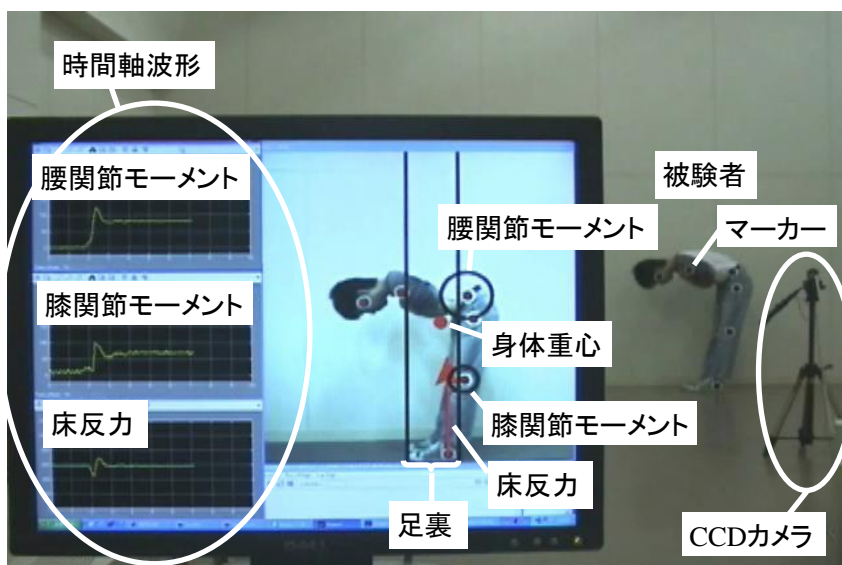 時間軸波形
腰関節モーメント
膝関節モーメント
床反力
腰関節モーメント
身体重心
膝関節モーメント
床反力
足裏
被験者
マーカー
CCDカメラ